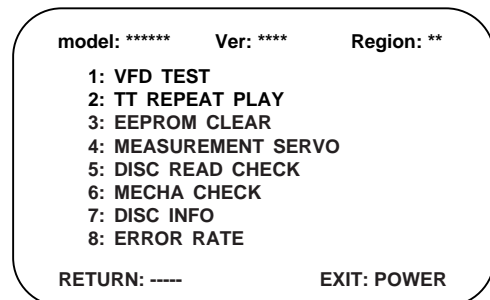 model: ****** Ver: **** Region: **
1: VFD TEST
2: TT REPEAT PLAY
3: EEPROM CLEAR
4: MEASUREMENT SERVO
5: DISC READ CHECK
6: MECHA CHECK
7: DISC INFO
8: ERROR RATE
RETURN: ----- EXIT: POWER